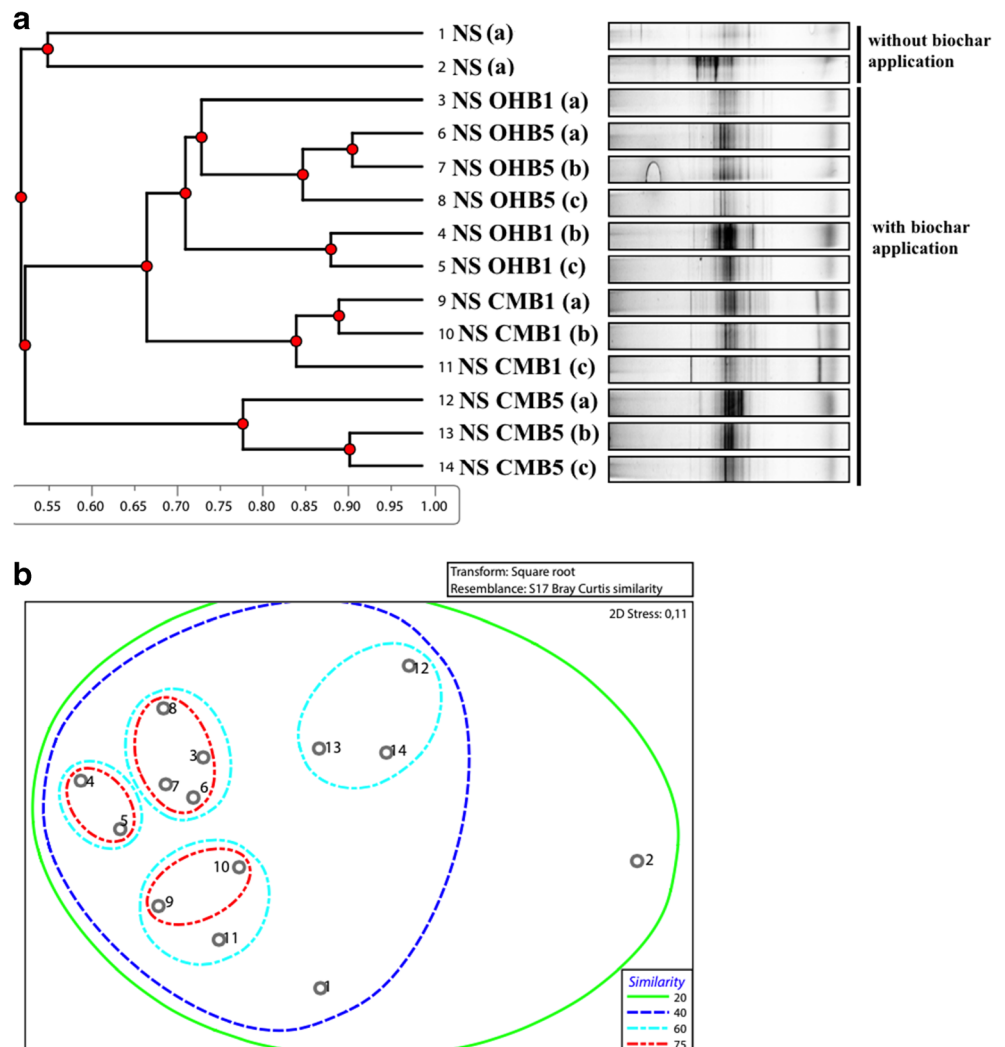 a
1 NS (a)
2 NS (a)
3 NS OHB1 (a)
6 NS OHB5 (a)
7 NS OHB5 (b)
8 NS OHB5 (c)
4 NS OHB1 (b)
5 NS OHB1 (c)
9 NS CMB1 (a)
10 NS CMB1 (b)
11 NS CMB1 (c)
12 NS CMB5 (a)
13 NS CMB5 (b)
14 NS CMB5 (c)
without biochar
application
with biochar
application
0.55 0.60 0.65 0.70 0.75 0.80 0.85 0.90 0.95 1.00
b
Transform: Square root
Resemblance: S17 Bray Curtis similarity
2D Stress: 0,11
12
8
13
14
3
4
7
6
5
2
10
9
11
1
Similarity
20
40
60
75